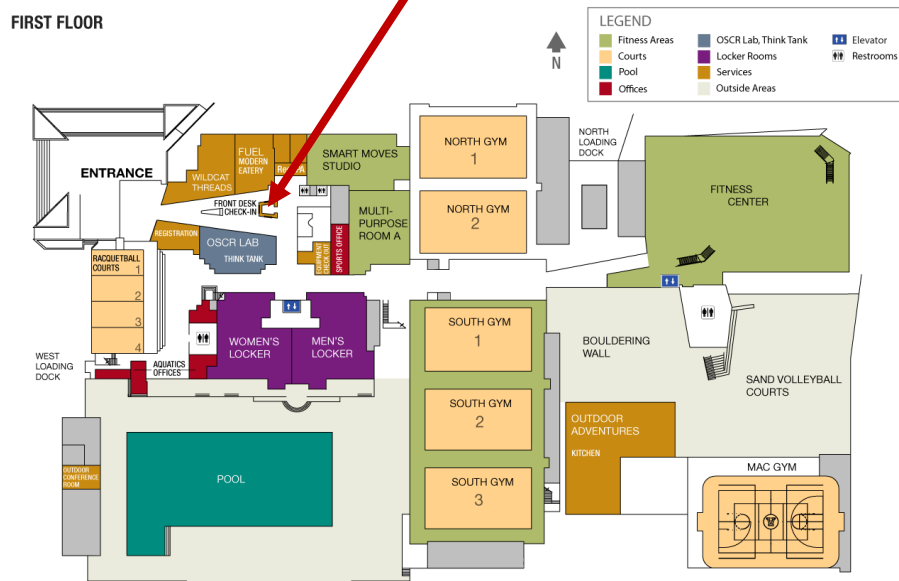 FIRST FLOOR
LEGEND
Fitness Areas
Courts
Pool
Offices
OSCR Lab, Think Tank
Locker Rooms
Services
Outside Areas
Elevator
Restrooms
N
ENTRANCE
WILDCAT
THREADS
FUEL
MODERN
EATERY
SMART MOVES
STUDIO
FRONT DESK
CHECK-IN
MULTI-
PURPOSE
ROOM A
NORTH GYM
1
NORTH GYM
2
NORTH
LOADING
DOCK
FITNESS
CENTER
REGISTRATION
OSCR LAB
THINK TANK
EQUIPMENT
CHECK OUT
SPORTS OFFICE
RACQUETBALL
COURTS
1
2
3
4
WOMEN'S
LOCKER
MEN'S
LOCKER
WEST
LOADING
DOCK
AQUATICS
OFFICES
SOUTH GYM
1
SOUTH GYM
2
SOUTH GYM
3
BOULDERING
WALL
SAND VOLLEYBALL
COURTS
OUTDOOR
ADVENTURES
KITCHEN
MAC GYM
OUTDOOR
CONFERENCE
ROOM
POOL